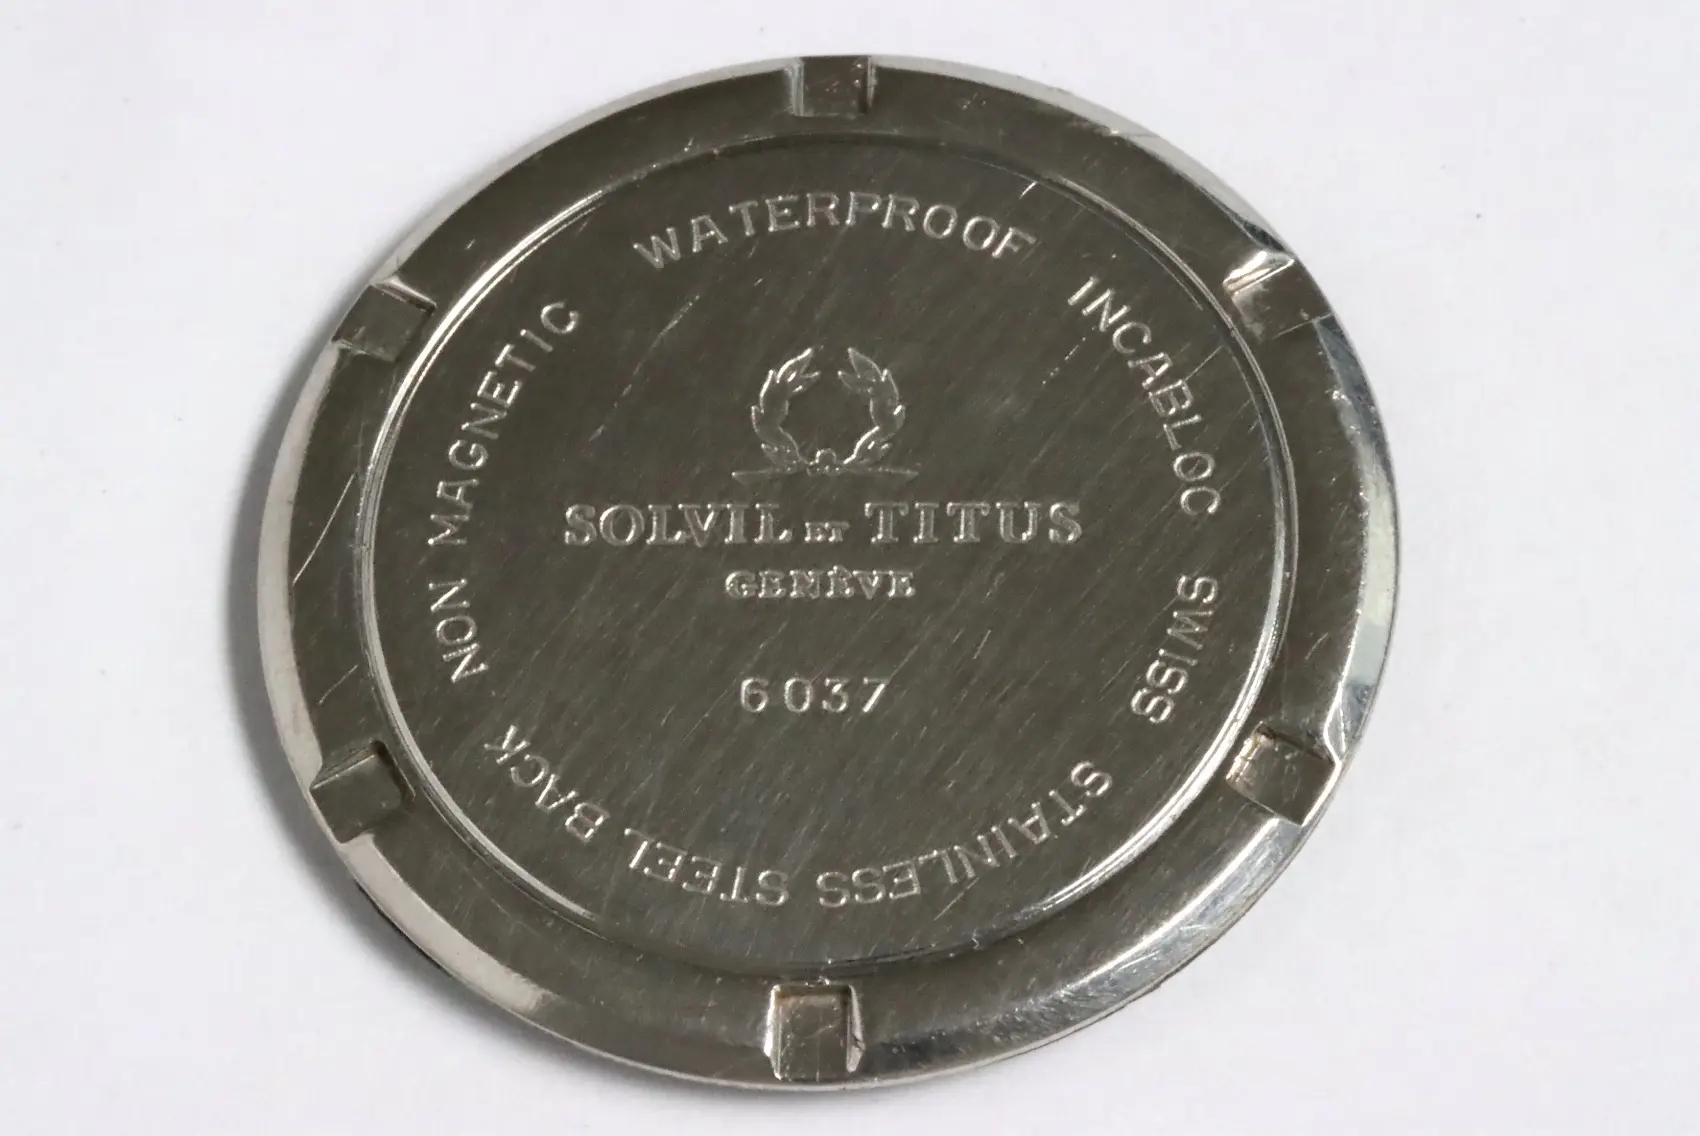 WATERPROOF INCABLOC SWISS STAINLESS STEEL BACK NON MAGNETIC
SOLVIL ET TITUS
GENÈVE
6037